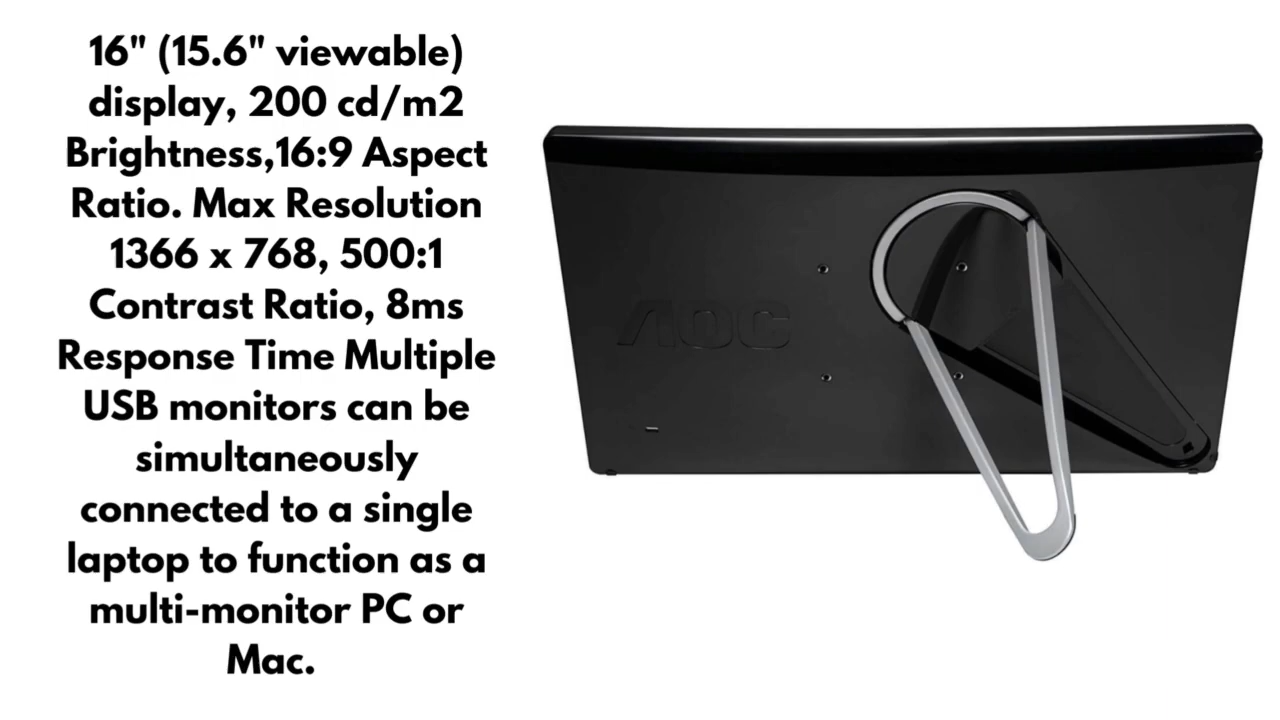 16" (15.6" viewable)
display, 200 cd/m2
Brightness,16:9 Aspect
Ratio. Max Resolution
1366 x 768, 500:1
Contrast Ratio, 8ms
Response Time Multiple
USB monitors can be
simultaneously
connected to a single
laptop to function as a
multi-monitor PC or
Mac.
AOC